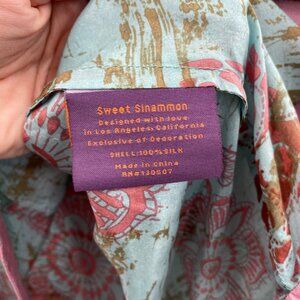 Sweet Sinammon
Designed with love
in Los Angeles, California
Exclusive of Decoration
SHELL: 100% SILK
Made in China
RN#130507